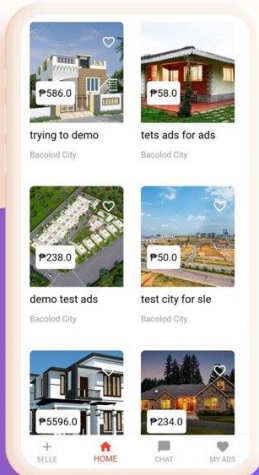 ₱586.0
₱58.0
trying to demo
tets ads for ads
Bacolod City
Bacolod City
₱238.0
₱50.0
demo test ads
test city for sle
Bacolod City
Bacolod City
₱5596.0
₱234.0
SELLE
HOME
CHAT
MY ADS